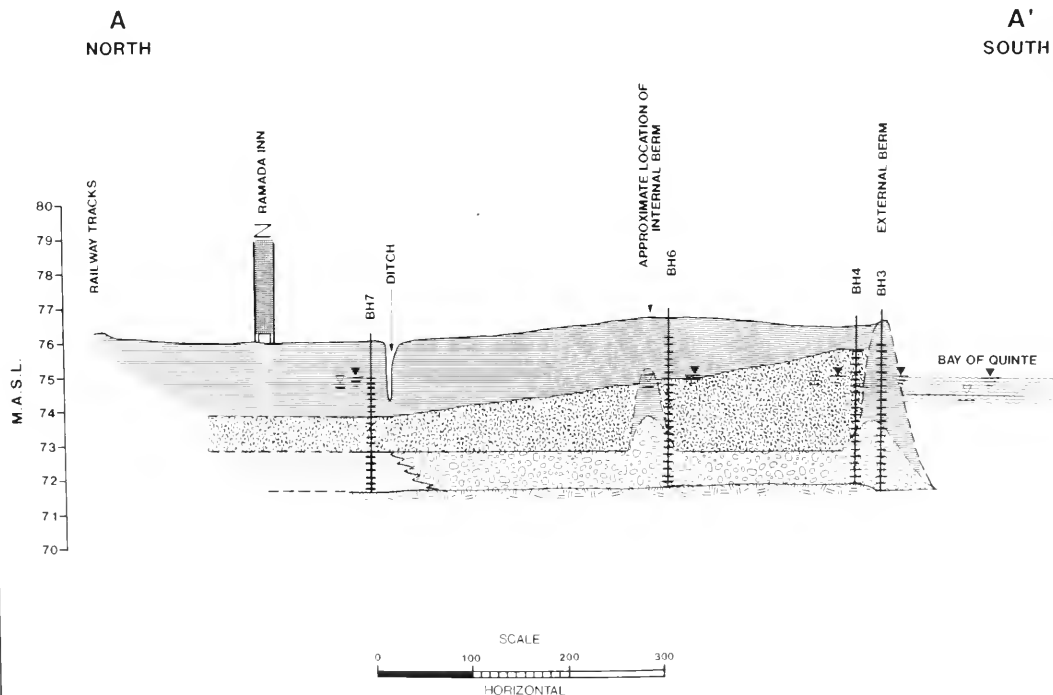 A
NORTH
A'
SOUTH
RAILWAY TRACKS
RAMADA INN
BH7
DITCH
APPROXIMATE LOCATION OF
INTERNAL BERM
BH6
BH4
BH3
EXTERNAL BERM
BAY OF QUINTE
M.A.S.L.
80
79
78
77
76
75
74
73
72
71
70
SCALE
0 100 200 300
HORIZONTAL